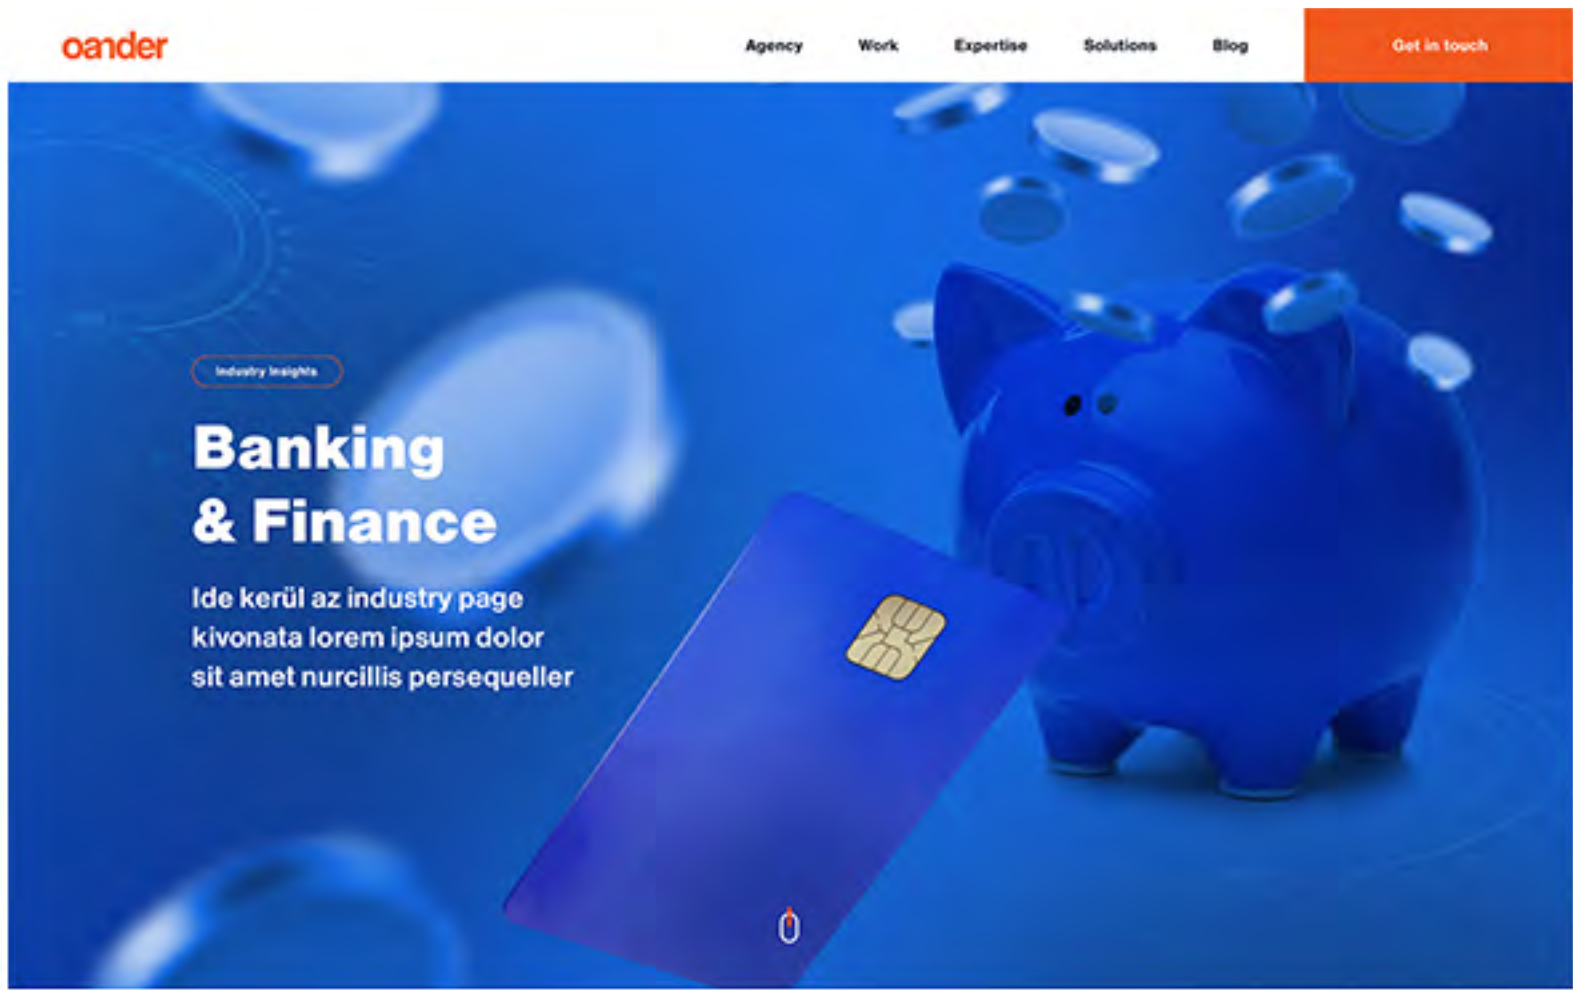 oander
Agency
Work
Expertise
Solutions
Blog
Get in touch
Industry Insights
Banking
& Finance
Ide kerül az industry page
kivonata lorem ipsum dolor
sit amet nurcillis persequeller